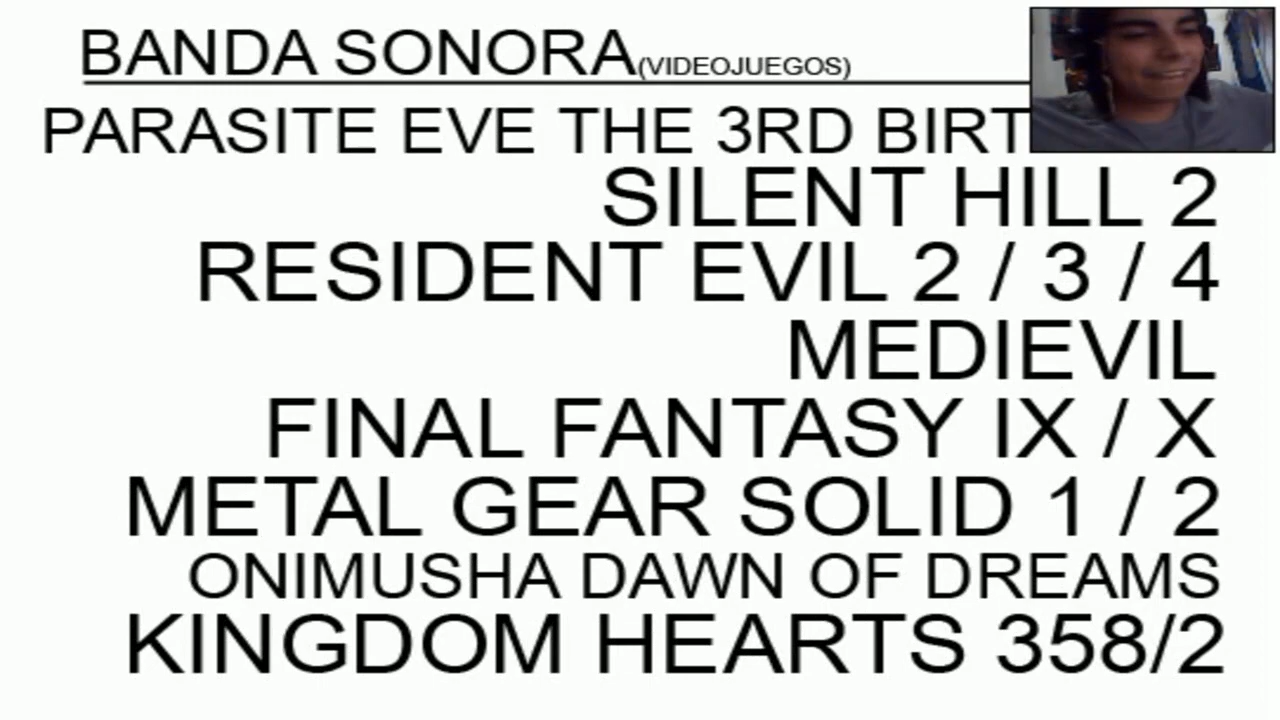 BANDA SONORA(VIDEOJUEGOS)
PARASITE EVE THE 3RD BIRT
SILENT HILL 2
RESIDENT EVIL 2 / 3 / 4
MEDIEVIL
FINAL FANTASY IX / X
METAL GEAR SOLID 1 / 2
ONIMUSHA DAWN OF DREAMS
KINGDOM HEARTS 358/2